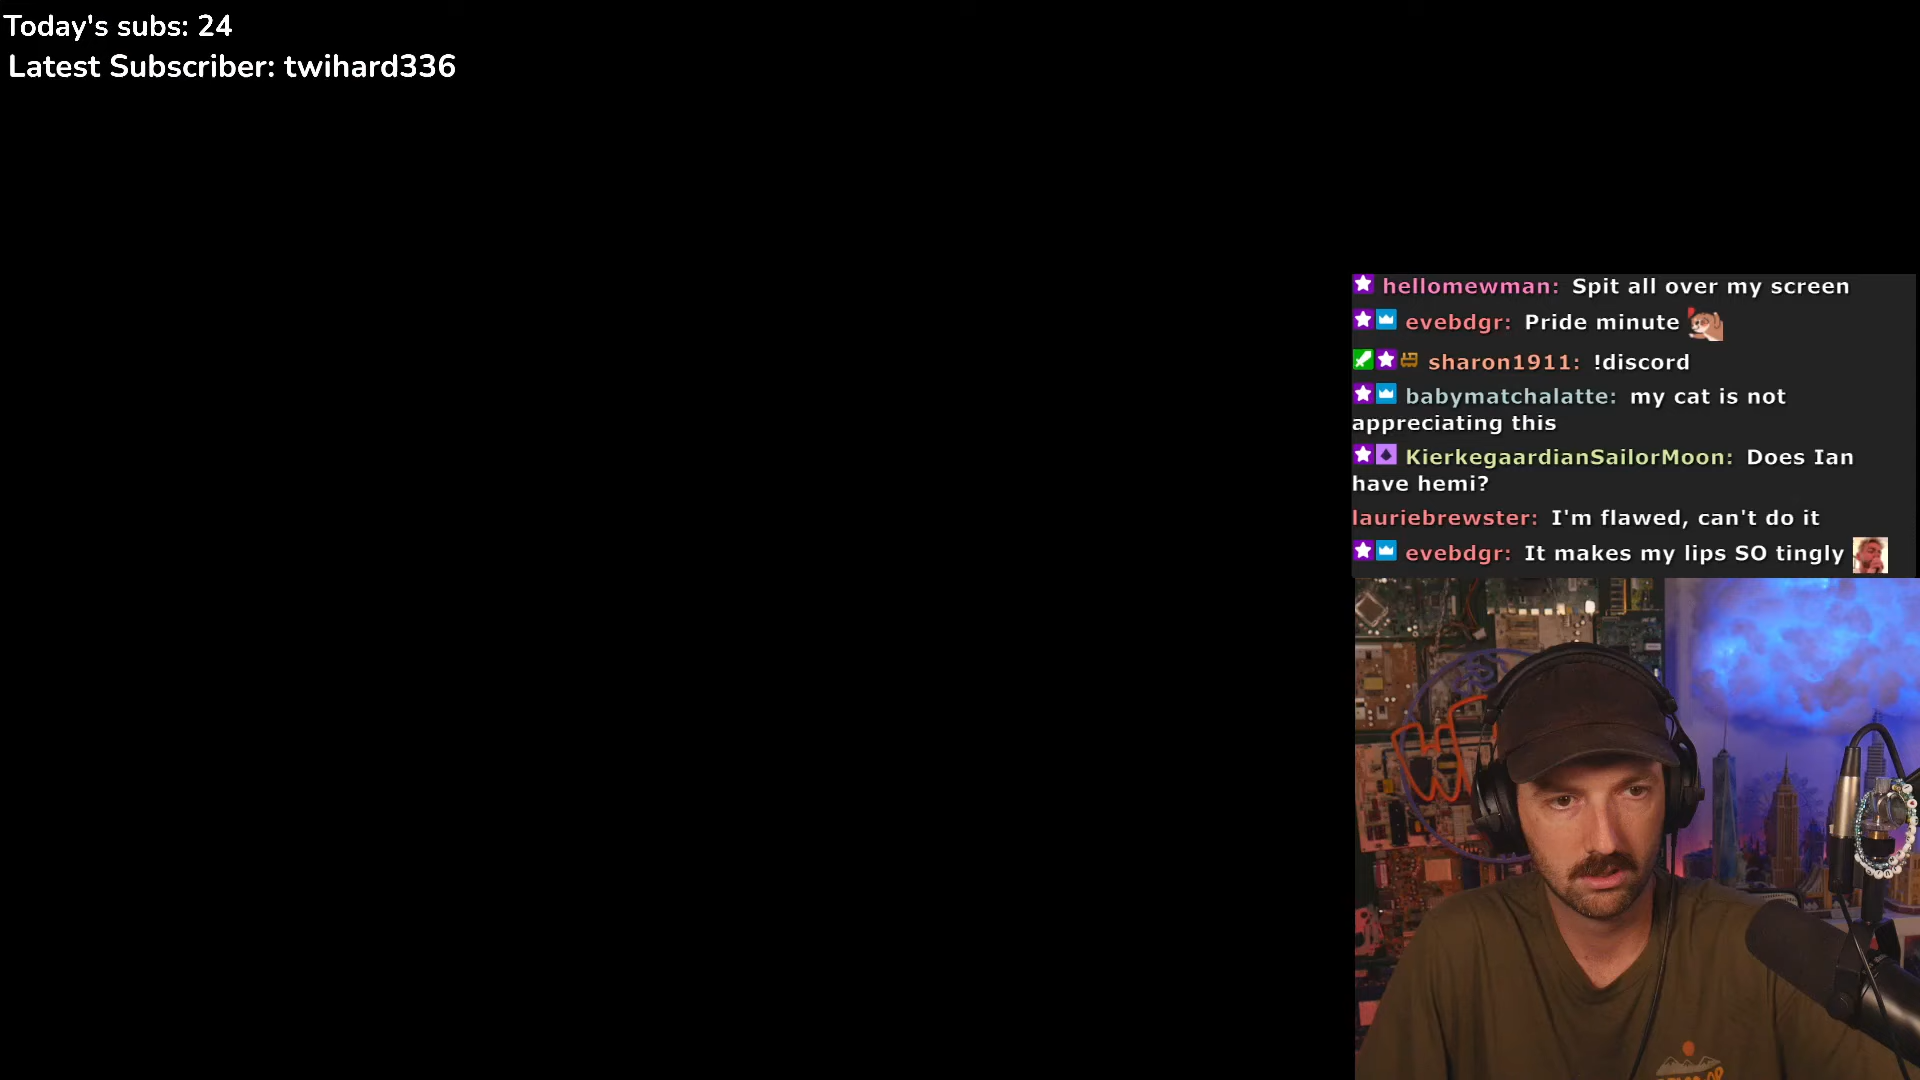 Today's subs: 24
Latest Subscriber: twihard336
hellomewman: Spit all over my screen
evebdgr: Pride minute
sharon1911: !discord
babymatchalatte: my cat is not
appreciating this
KierkegaardianSailorMoon: Does Ian
have hemi?
lauriebrewster: I'm flawed, can't do it
evebdgr: It makes my lips SO tingly